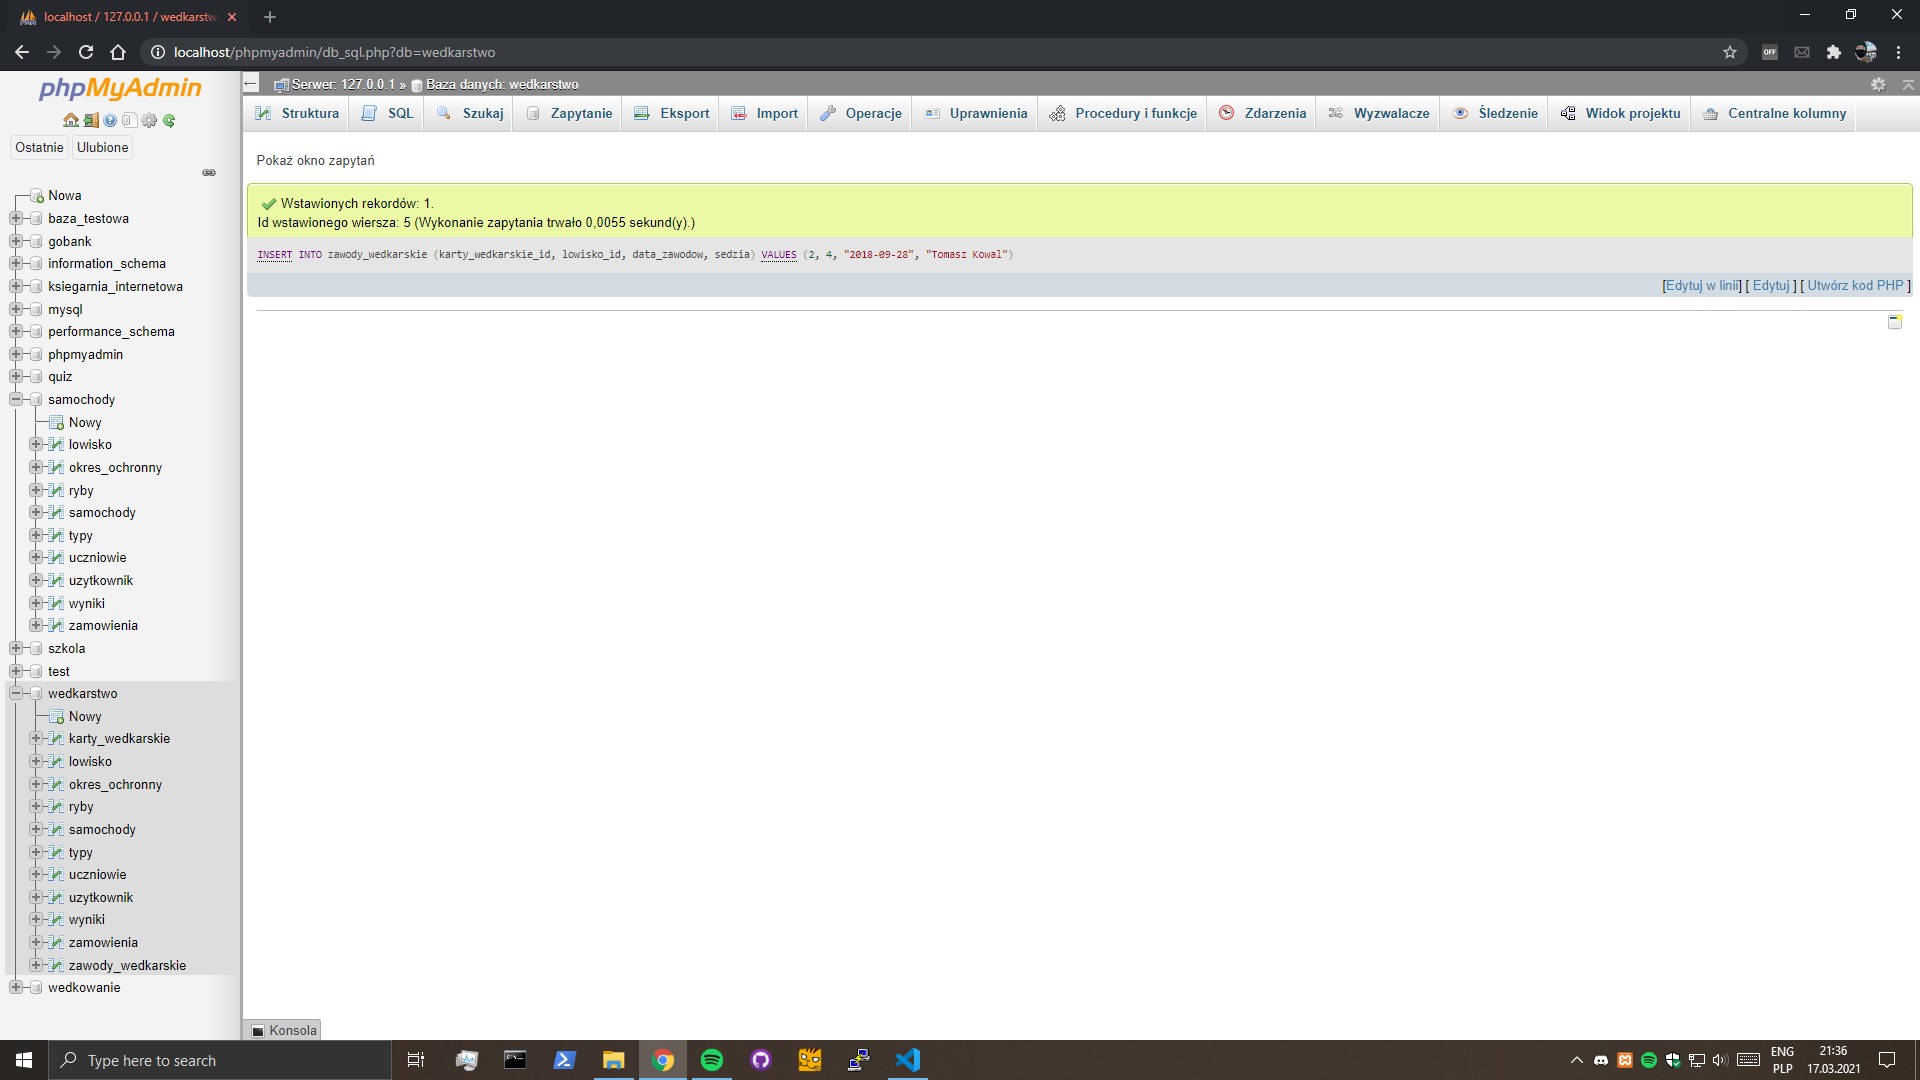 localhost / 127.0.0.1 / wedkarstw
localhost/phpmyadmin/db_sql.php?db=wedkarstwo
phpMyAdmin
Ostatnie
Ulubione
Nowa
baza_testowa
gobank
information_schema
ksiegarnia_internetowa
mysql
performance_schema
phpmyadmin
quiz
samochody
Nowy
lowisko
okres_ochronny
ryby
samochody
typy
uczniowie
uzytkownik
wyniki
zamowienia
szkola
test
wedkarstwo
Nowy
karty_wedkarskie
lowisko
okres_ochronny
ryby
samochody
typy
uczniowie
uzytkownik
wyniki
zamowienia
zawody_wedkarskie
wedkowanie
Serwer: 127.0.0.1 » Baza danych: wedkarstwo
Struktura SQL Szukaj Zapytanie Eksport Import Operacje Uprawnienia Procedury i funkcje Zdarzenia Wyzwalacze Śledzenie Widok projektu Centralne kolumny
Pokaż okno zapytań
Wstawionych rekordów: 1.
Id wstawionego wiersza: 5 (Wykonanie zapytania trwało 0,0055 sekund(y).)
INSERT INTO zawody_wedkarskie (karty_wedkarskie_id, lowisko_id, data_zawodow, sedzia) VALUES (2, 4, "2018-09-28", "Tomasz Kowal")
[Edytuj w linii] [ Edytuj ] [ Utwórz kod PHP ]
Konsola
Type here to search
ENG
PLP
21:36
17.03.2021
OFF